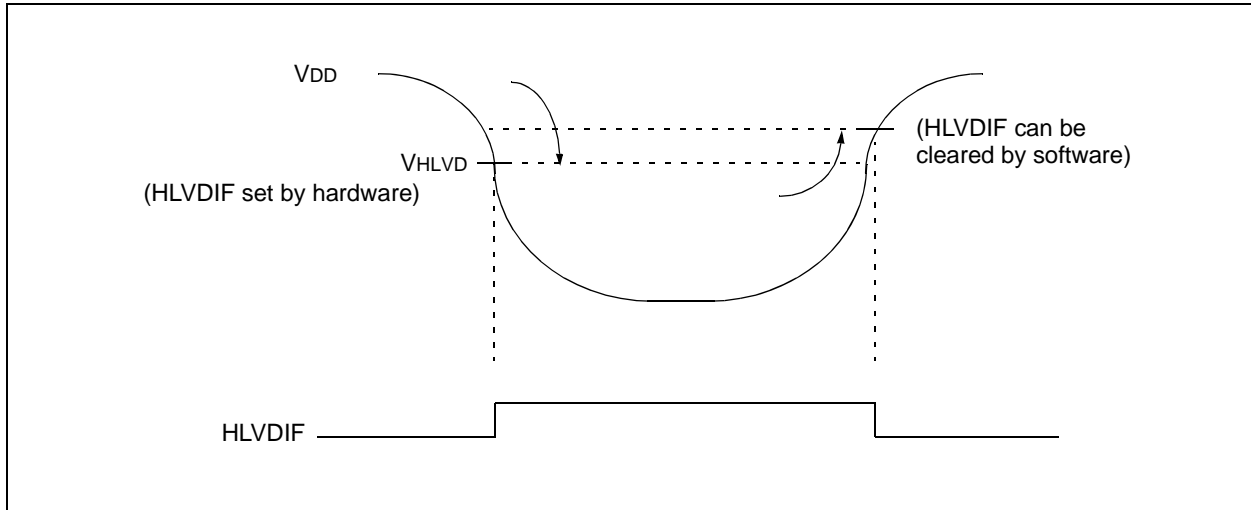 VDD
(HLVDIF can be
cleared by software)
VHLVD
(HLVDIF set by hardware)
HLVDIF